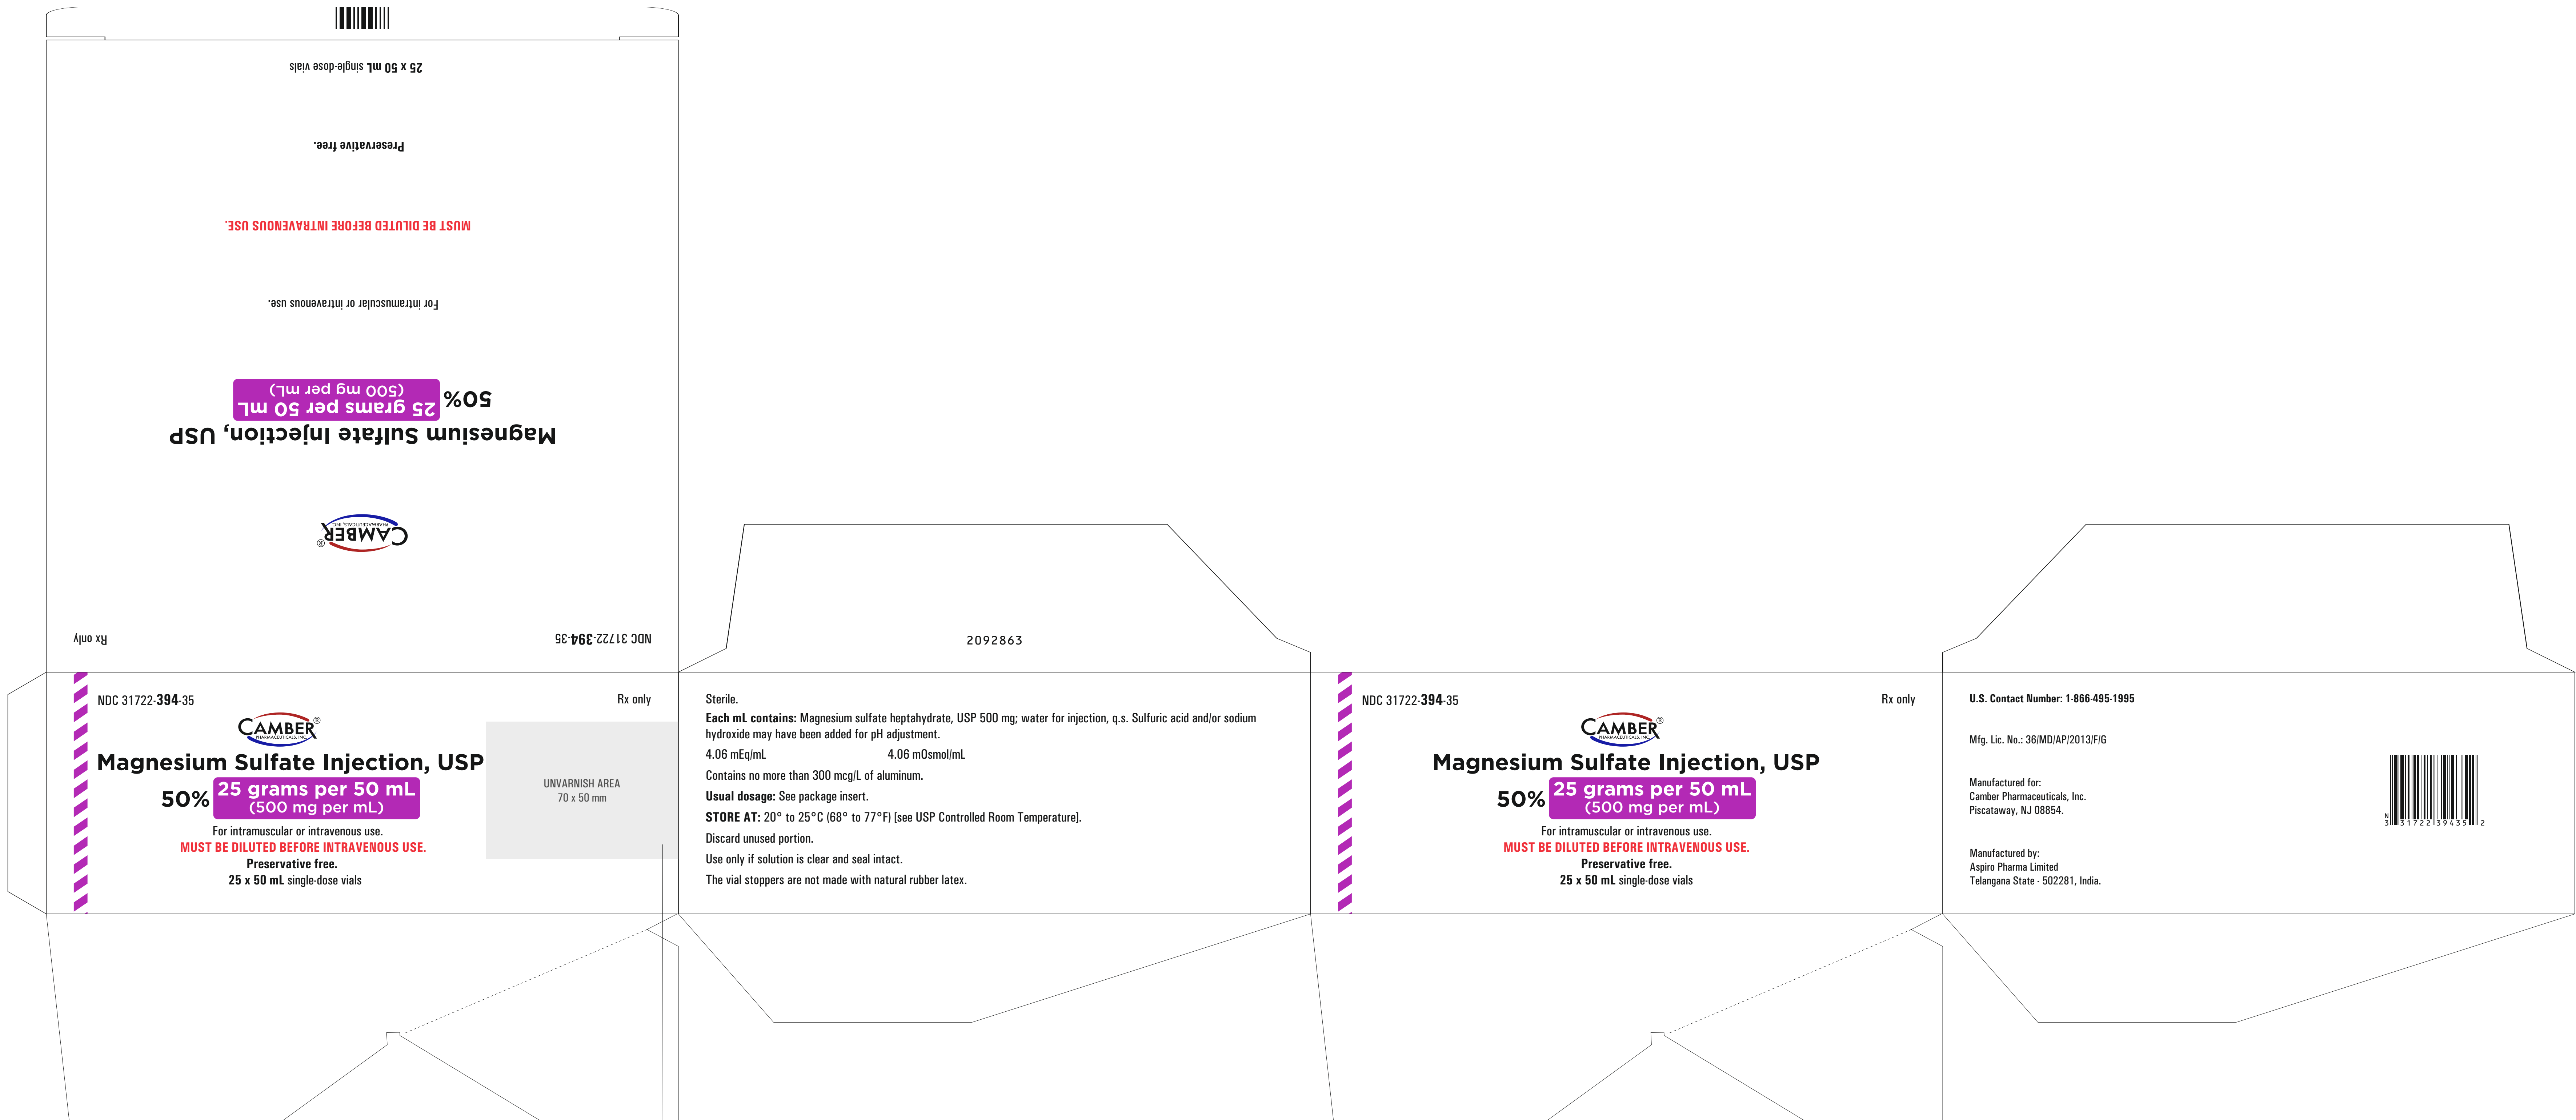 25 x 50 mL single-dose vials
Preservative free.
MUST BE DILUTED BEFORE INTRAVENOUS USE.
For intramuscular or intravenous use.
50% 25 grams per 50 mL
(500 mg per mL)
Magnesium Sulfate Injection, USP
CAMBER®
PHARMACEUTICALS, INC.
NDC 31722-394-35
Rx only
NDC 31722-394-35
Rx only
CAMBER®
PHARMACEUTICALS, INC
Magnesium Sulfate Injection, USP
50% 25 grams per 50 mL
(500 mg per mL)
For intramuscular or intravenous use.
MUST BE DILUTED BEFORE INTRAVENOUS USE.
Preservative free.
25 x 50 mL single-dose vials
UNVARNISH AREA
70 x 50 mm
2092863
Sterile.
Each mL contains: Magnesium sulfate heptahydrate, USP 500 mg; water for injection, q.s. Sulfuric acid and/or sodium
hydroxide may have been added for pH adjustment.
4.06 mEq/mL 4.06 mOsmol/mL
Contains no more than 300 mcg/L of aluminum.
Usual dosage: See package insert.
STORE AT: 20° to 25°C (68° to 77°F) [see USP Controlled Room Temperature].
Discard unused portion.
Use only if solution is clear and seal intact.
The vial stoppers are not made with natural rubber latex.
NDC 31722-394-35
Rx only
CAMBER®
PHARMACEUTICALS, INC
Magnesium Sulfate Injection, USP
50% 25 grams per 50 mL
(500 mg per mL)
For intramuscular or intravenous use.
MUST BE DILUTED BEFORE INTRAVENOUS USE.
Preservative free.
25 x 50 mL single-dose vials
U.S. Contact Number: 1-866-495-1995
Mfg. Lic. No.: 36/MD/AP/2013/F/G
Manufactured for:
Camber Pharmaceuticals, Inc.
Piscataway, NJ 08854.
Manufactured by:
Aspiro Pharma Limited
Telangana State - 502281, India.
N
3 31722 39435 2